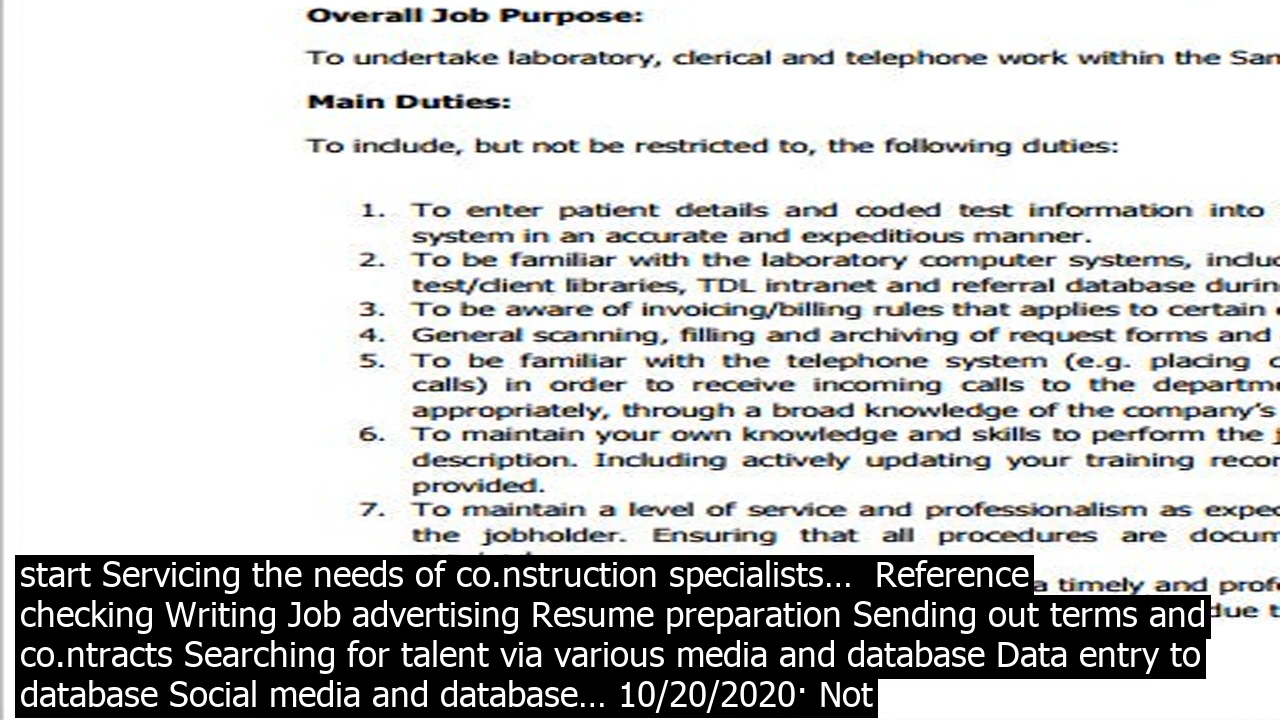 Overall Job Purpose:
To undertake laboratory, clerical and telephone work within the San
Main Duties:
To include, but not be restricted to, the following duties:
1. To enter patient details and coded test information into
system in an accurate and expeditious manner.
2. To be familiar with the laboratory computer systems, includ
test/client libraries, TDL intranet and referral database durin
3. To be aware of invoicing/billing rules that applies to certain
4. General scanning, filling and archiving of request forms and
5. To be familiar with the telephone system (e.g. placing
calls) in order to receive incoming calls to the departme
appropriately, through a broad knowledge of the company's
6. To maintain your own knowledge and skills to perform the
description. Including actively updating your training recor
provided.
7. To maintain a level of service and professionalism as expec
the jobholder. Ensuring that all procedures are docum
a timely and profe
due t
start Servicing the needs of co.nstruction specialists... Reference
checking Writing Job advertising Resume preparation Sending out terms and
co.ntracts Searching for talent via various media and database Data entry to
database Social media and database... 10/20/2020· Not